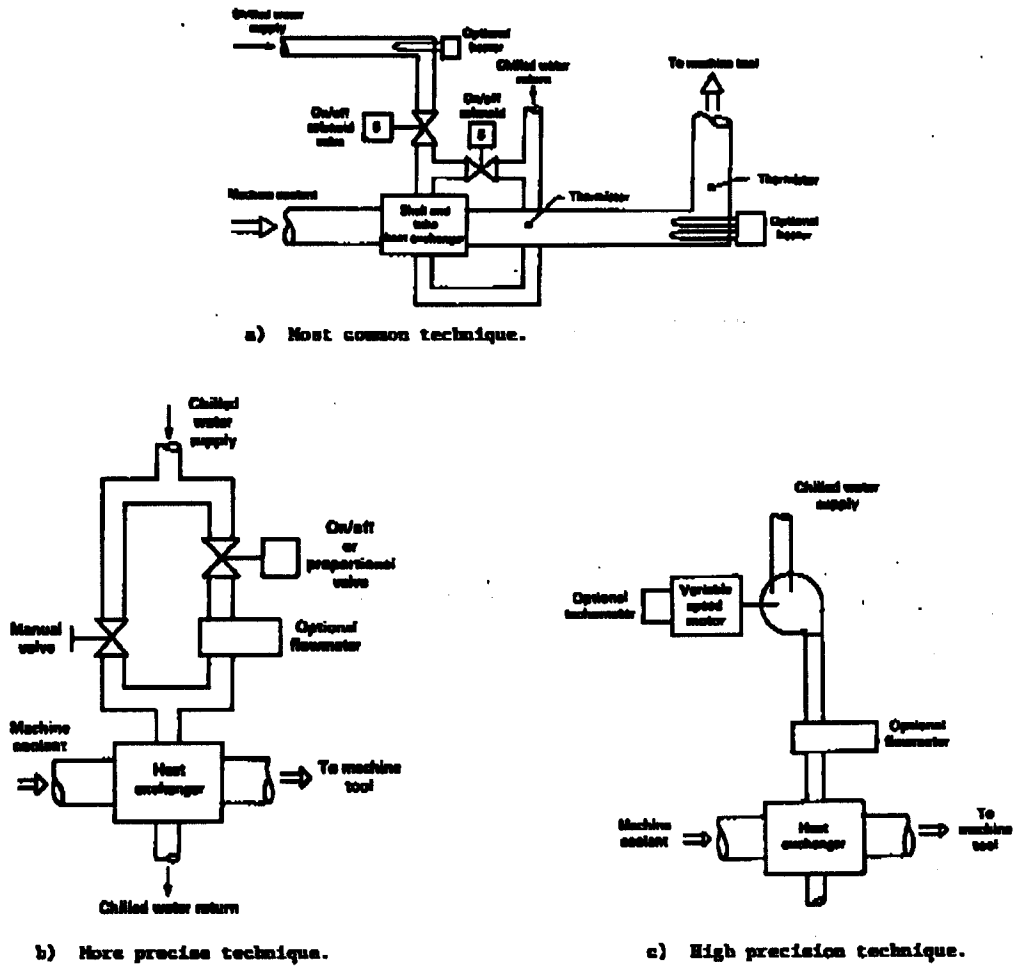 Chilled water
supply
Optional
heater
Chilled water
return
To machine tool
On/off
solenoid
valve
S
On/off
solenoid
S
Machine coolant
Shell and
tube
heat exchanger
Thermistor
Thermistor
Optional
heater
a) Most common technique.
Chilled
water
supply
On/off
or
proportional
valve
Manual
valve
Optional
flowmeter
Machine
coolant
Heat
exchanger
To machine
tool
Chilled water return
b) More precise technique.
Chilled water
supply
Optional
tachometer
Variable
speed
motor
Optional
flowmeter
Machine
coolant
Heat
exchanger
To
machine
tool
c) High precision technique.